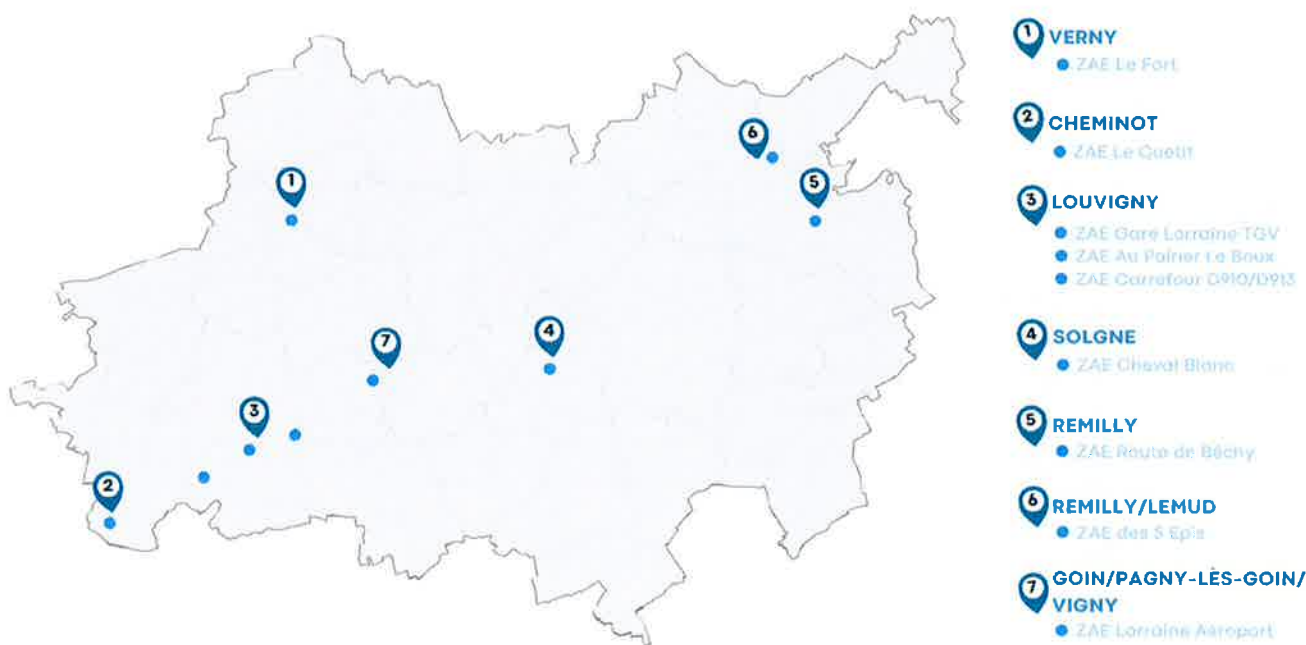 1 VERNY
ZAE Le Fort
2 CHEMINOT
ZAE Le Quetit
3 LOUVIGNY
ZAE Gare Lorraine TGV
ZAE Au Poirier Le Boux
ZAE Carrefour D910/D913
4 SOLGNE
ZAE Cheval Blanc
5 REMILLY
ZAE Route de Béchy
6 REMILLY/LEMUD
ZAE des 5 Epis
7 GOIN/PAGNY-LÈS-GOIN/
VIGNY
ZAE Lorraine Aéroport
6
1
5
4
7
3
2